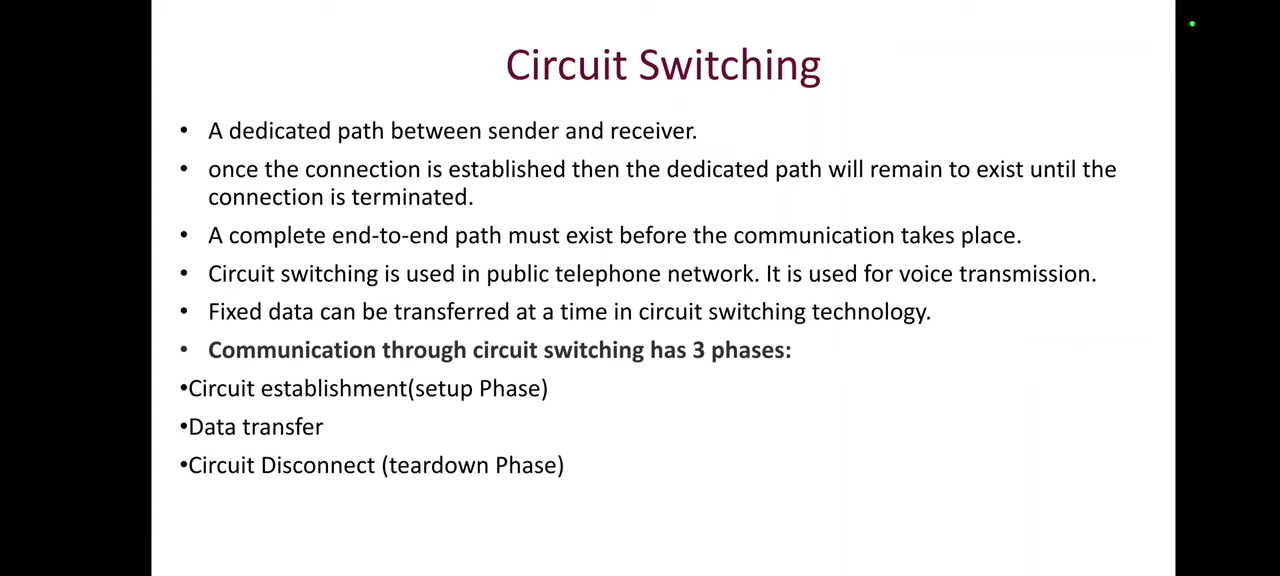 Circuit Switching
• A dedicated path between sender and receiver.
• once the connection is established then the dedicated path will remain to exist until the
connection is terminated.
• A complete end-to-end path must exist before the communication takes place.
• Circuit switching is used in public telephone network. It is used for voice transmission.
• Fixed data can be transferred at a time in circuit switching technology.
• Communication through circuit switching has 3 phases:
•Circuit establishment(setup Phase)
•Data transfer
•Circuit Disconnect (teardown Phase)